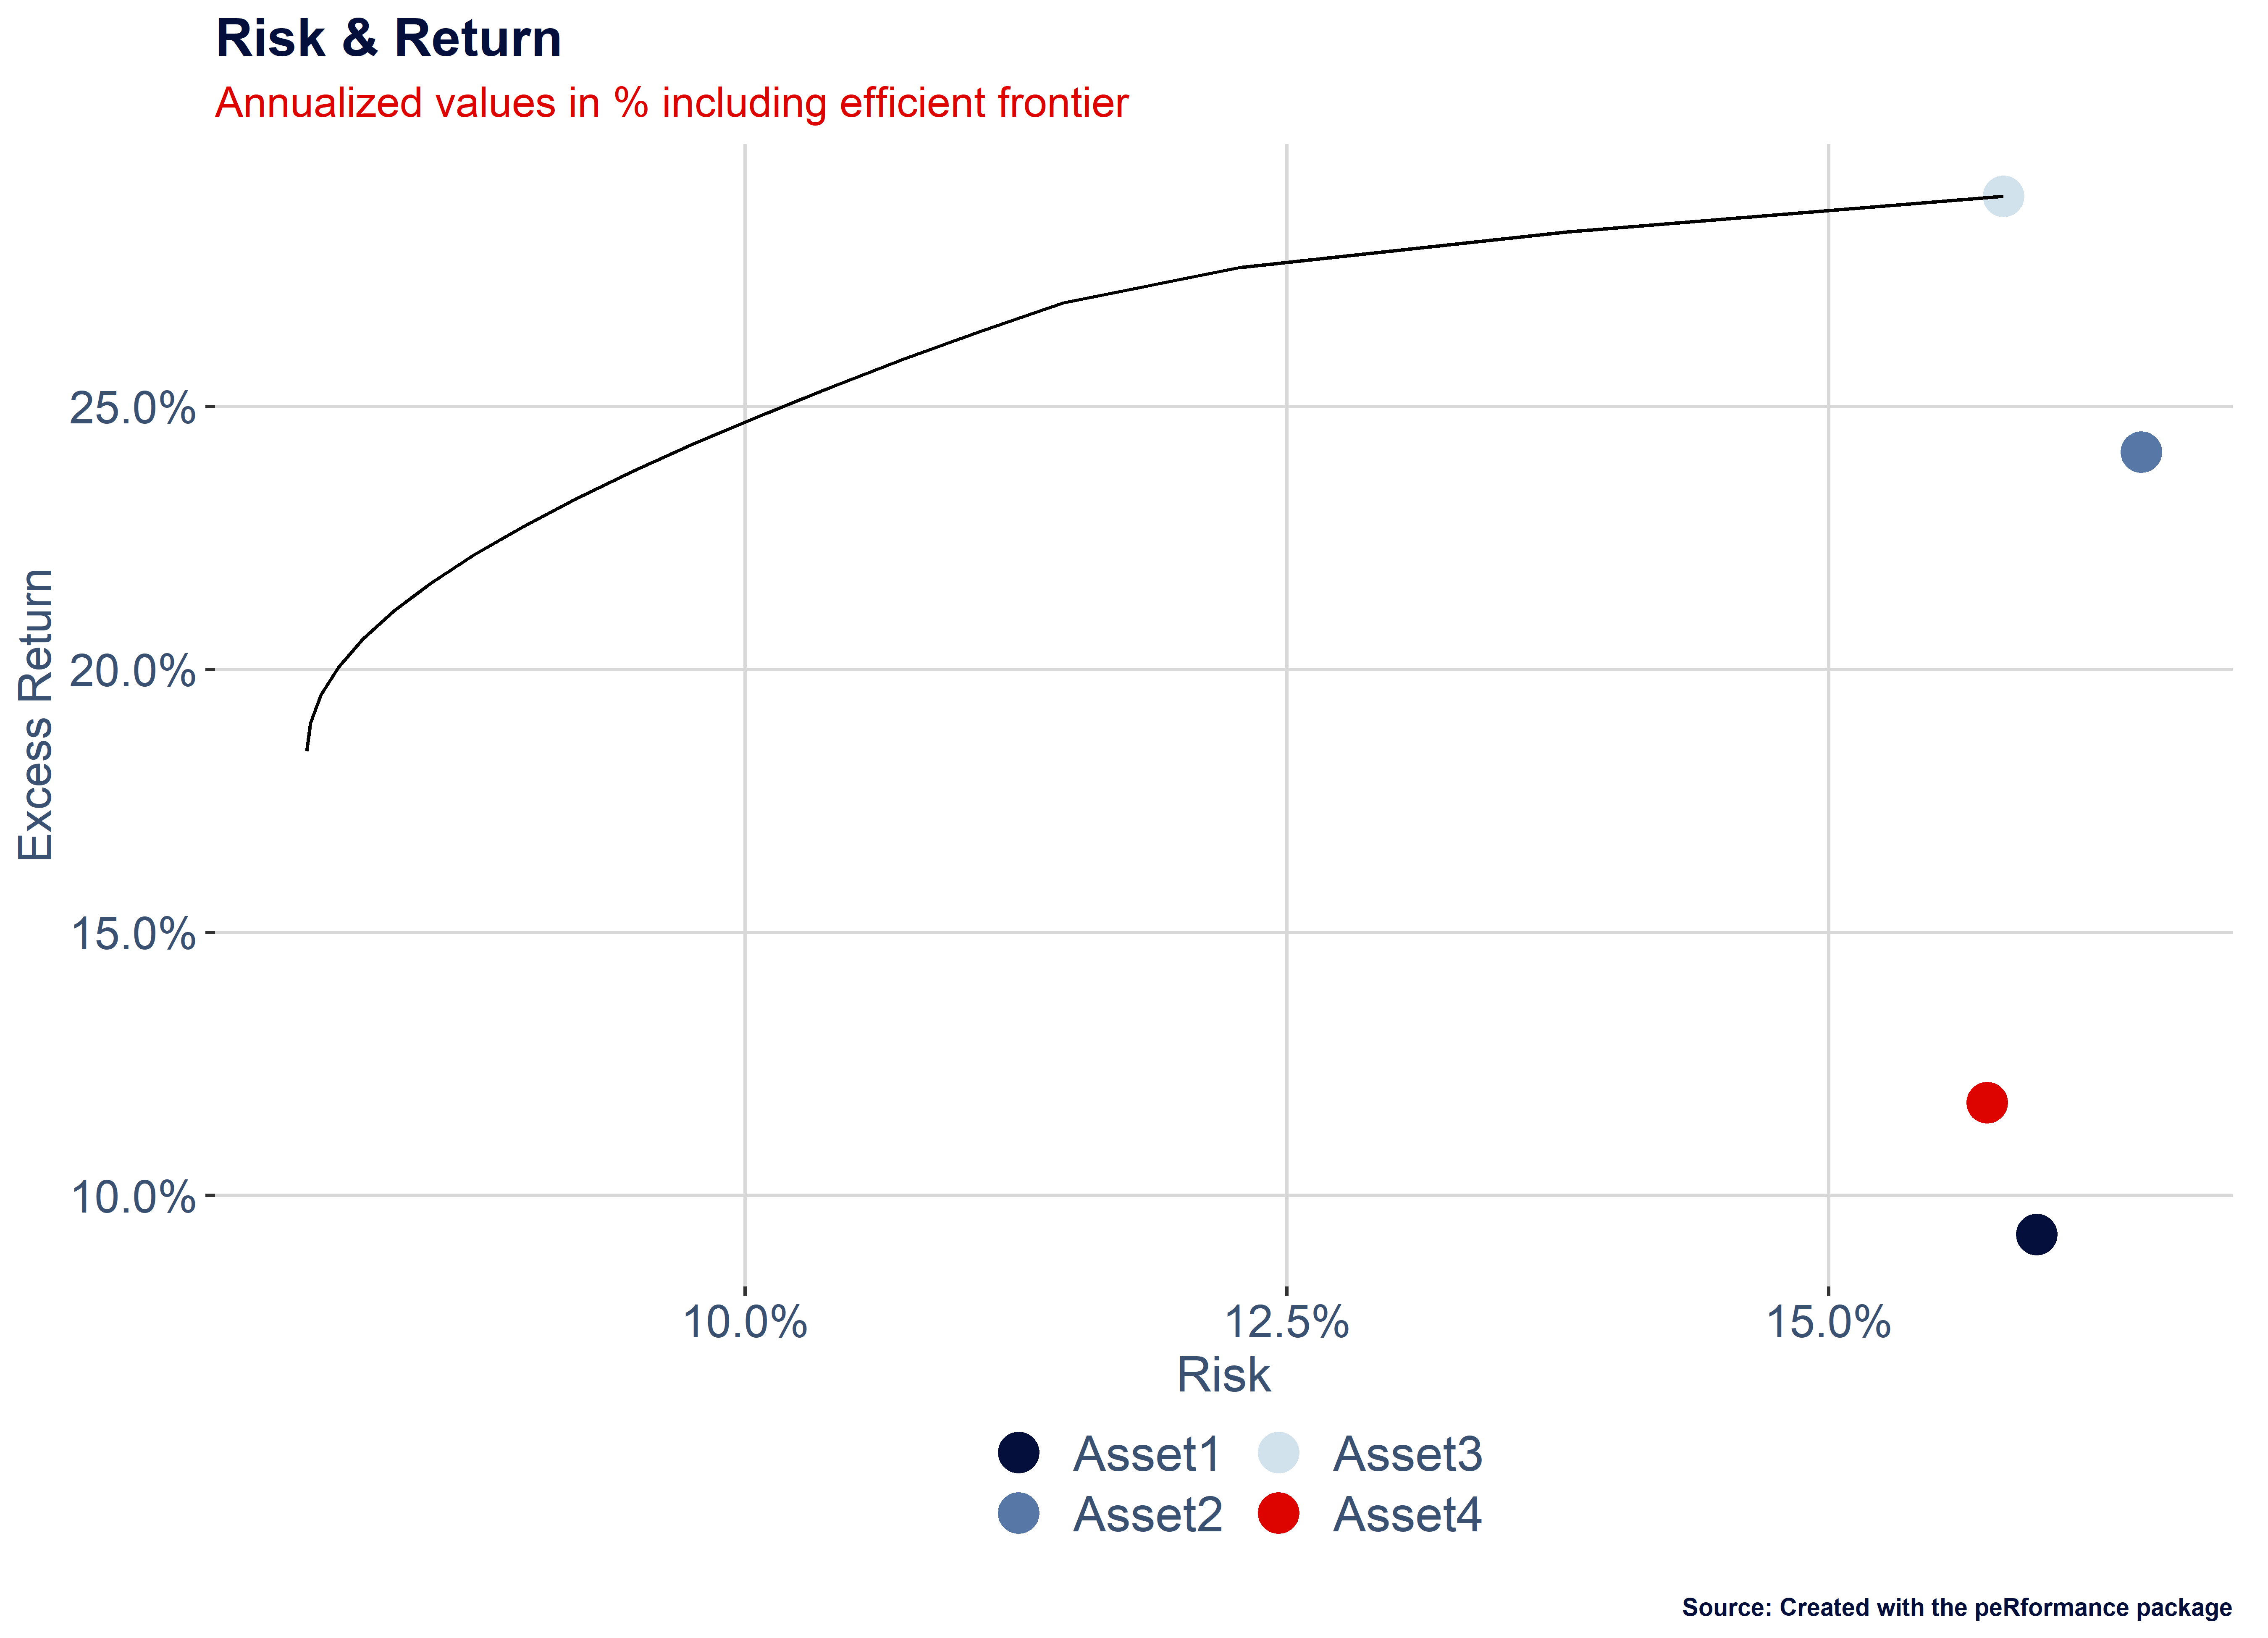 Risk & Return
Annualized values in % including efficient frontier
Excess Return
25.0%
20.0%
15.0%
10.0%
10.0% 12.5% 15.0%
Risk
Asset1 Asset3
Asset2 Asset4
Source: Created with the peRformance package